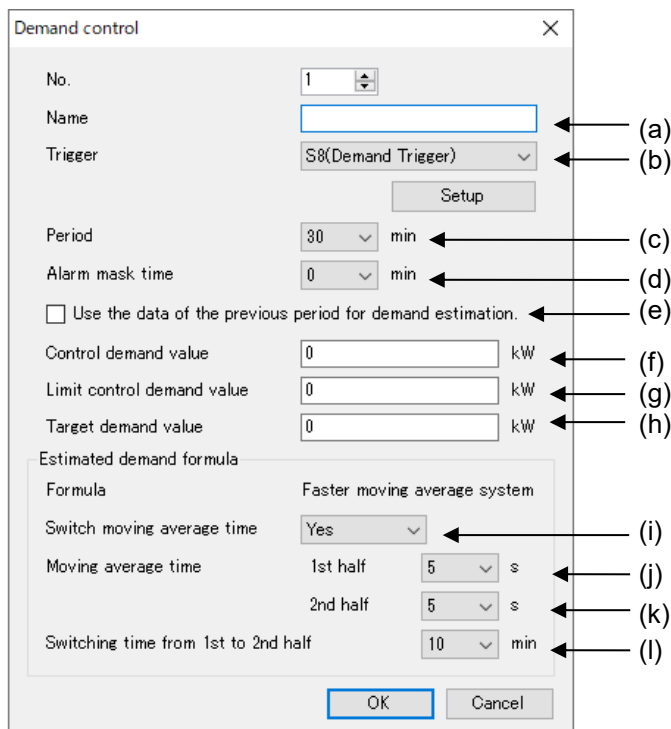 Demand control
No. 1
Name (a)
Trigger S8(Demand Trigger) (b)
Setup
Period 30 min (c)
Alarm mask time 0 min (d)
Use the data of the previous period for demand estimation. (e)
Control demand value 0 kW (f)
Limit control demand value 0 kW (g)
Target demand value 0 kW (h)
Estimated demand formula
Formula Faster moving average system
Switch moving average time Yes (i)
Moving average time 1st half 5 s (j)
2nd half 5 s (k)
Switching time from 1st to 2nd half 10 min (l)
OK Cancel